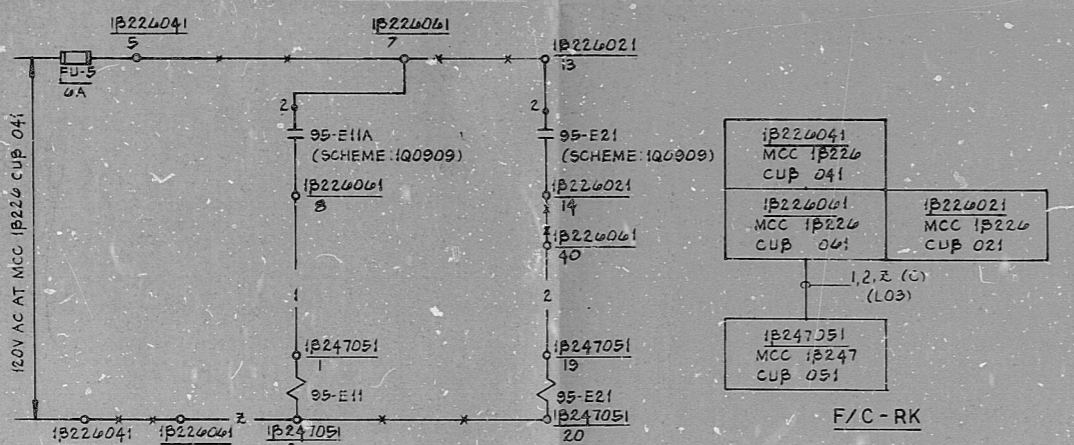 1B226041
5
1B226061
7
1B226021
13
FU-5
6A
120V AC AT MCC 1B226 CUB 041
2
95-E11A
(SCHEME:1Q0909)
2
95-E21
(SCHEME:1Q0909)
1B226061
8
1B226021
14
1B226061
40
1
2
1B247051
1
1B247051
19
95-E11
95-E21
1B226041
1B226061
Z
1B247051
1B247051
20
1B226041
MCC 1B226
CUB 041
1B226061
MCC 1B226
CUB 061
1B226021
MCC 1B226
CUB 021
1,2,Z (C)
(L03)
1B247051
MCC 1B247
CUB 051
F/C-RK